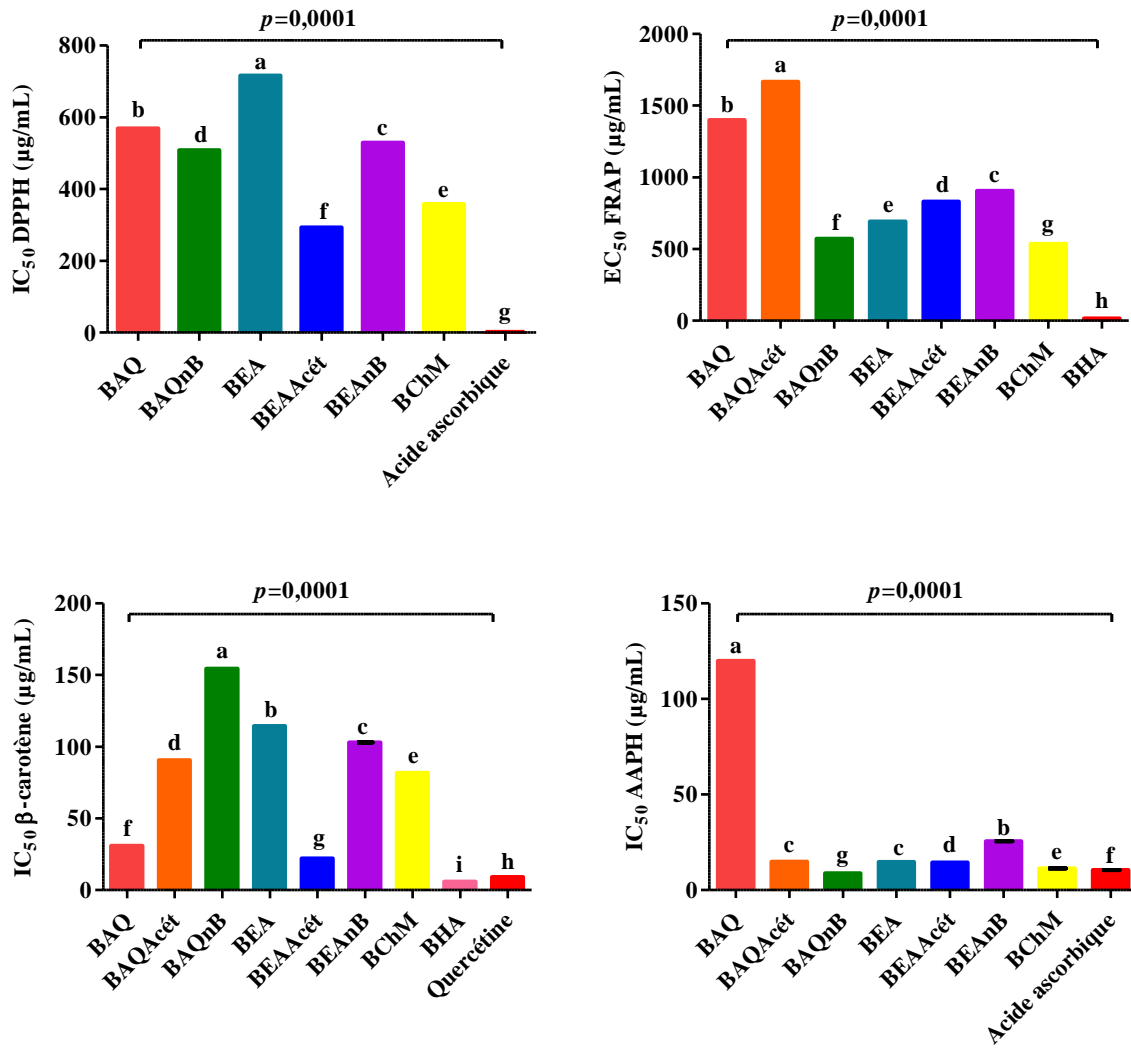 p=0,0001
IC50 DPPH (µg/mL)
800
600
400
200
0
b
d
a
f
c
e
g
BAQ
BAQnB
BEA
BEAAcét
BEAnB
BChM
Acide ascorbique
p=0,0001
EC50 FRAP (µg/mL)
2000
1500
1000
500
0
b
a
f
e
d
c
g
h
BAQ
BAQAcét
BAQnB
BEA
BEAAcét
BEAnB
BChM
BHA
p=0,0001
IC50 β-carotène (µg/mL)
200
150
100
50
0
f
d
a
b
g
c
e
i
h
BAQ
BAQAcét
BAQnB
BEA
BEAAcét
BEAnB
BChM
BHA
Quercétine
p=0,0001
IC50 AAPH (µg/mL)
150
100
50
0
a
c
g
c
d
b
e
f
BAQ
BAQAcét
BAQnB
BEA
BEAAcét
BEAnB
BChM
Acide ascorbique